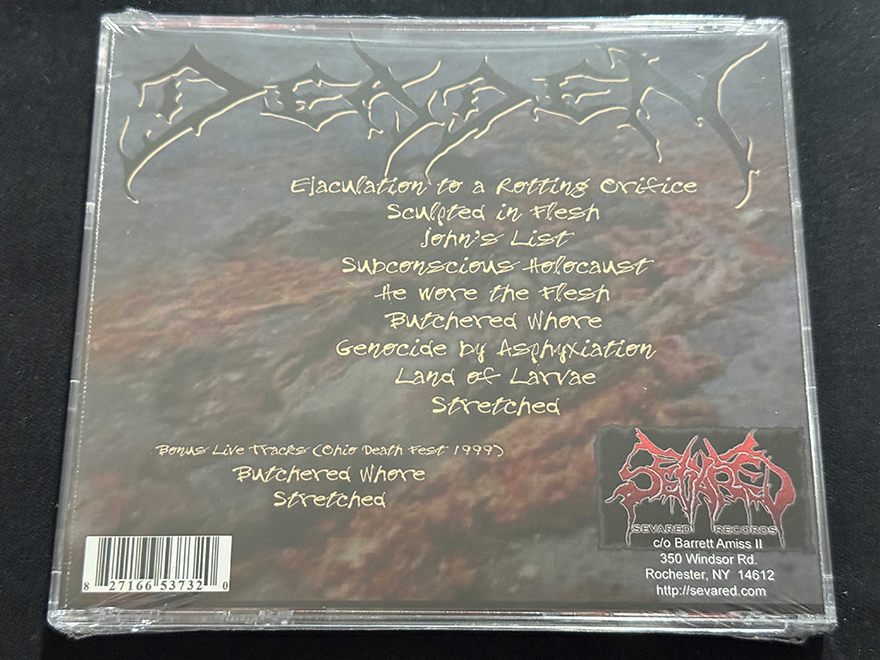 Deaden
Ejaculation to a Rotting Orifice
Sculpted in Flesh
John's List
Subconscious Holocaust
He Wore the Flesh
Butchered Whore
Genocide by Asphyxiation
Land of Larvae
Stretched
Bonus Live Tracks (Ohio Death Fest 1999)
Butchered Whore
Stretched
SEVARED
SEVARED RECORDS
c/o Barrett Amiss II
350 Windsor Rd.
Rochester, NY 14612
http://sevared.com
8 27166 53732 0